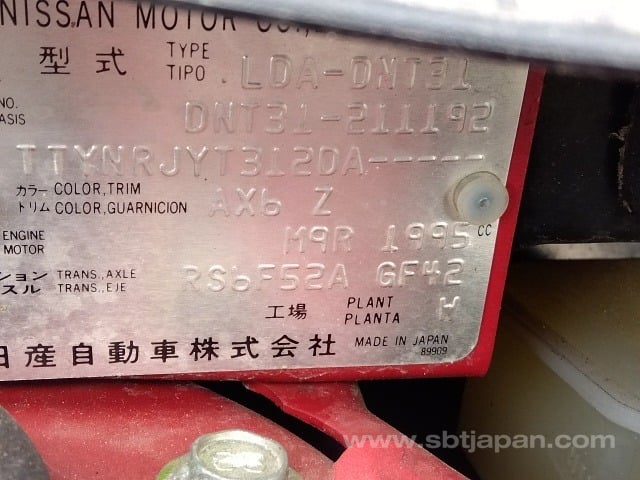 NISSAN MOTOR CO.,
型式 TYPE TIPO LDA-DNT31
NO. DNT31-211192
ASIS
TTYNRJYT312DA-----
カラー COLOR,TRIM AX6 Z
トリム COLOR,GUARNICION
ENGINE M9R 1995 CC
MOTOR
ション TRANS.,AXLE RS6F52A GF42
スル TRANS.,EJE
工場 PLANT PLANTA H
日産自動車株式会社 MADE IN JAPAN
89909
www.sbtjapan.com